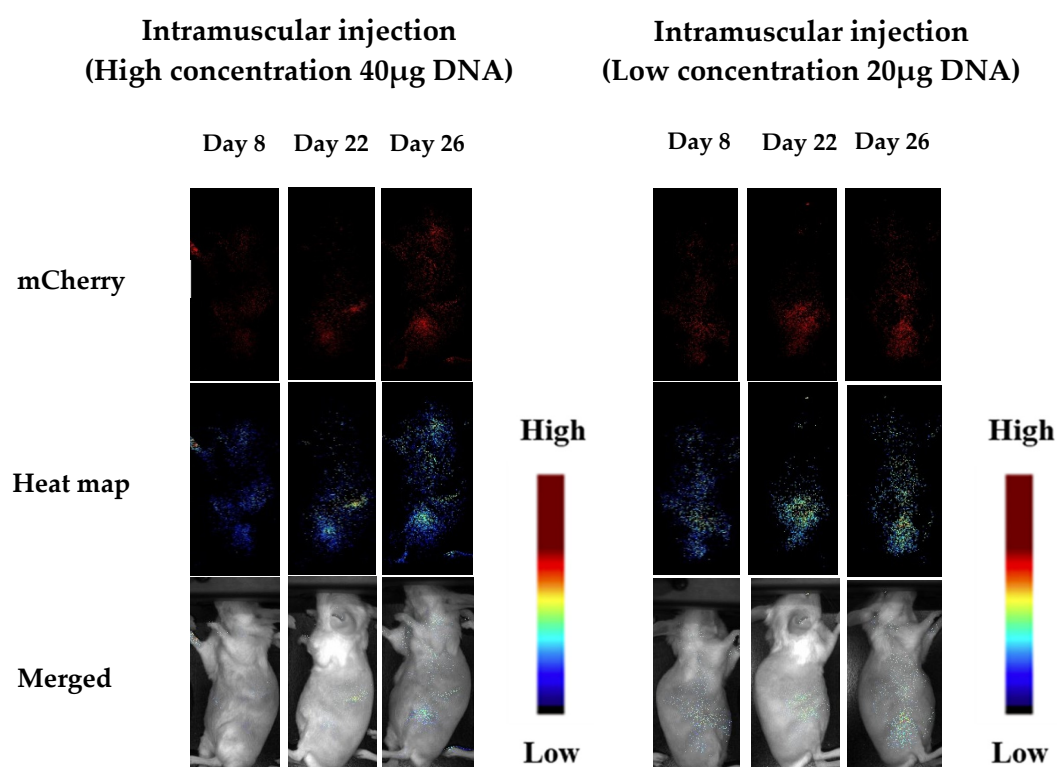 Intramuscular injection
(High concentration 40µg DNA)
Intramuscular injection
(Low concentration 20µg DNA)
Day 8 Day 22 Day 26
Day 8 Day 22 Day 26
mCherry
Heat map
High
High
Merged
Low
Low